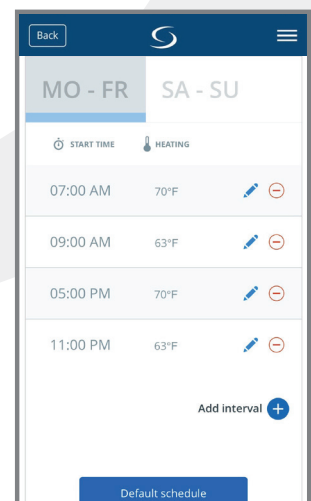 Back
MO - FR SA - SU
START TIME HEATING
07:00 AM 70°F
09:00 AM 63°F
05:00 PM 70°F
11:00 PM 63°F
Add interval
Default schedule